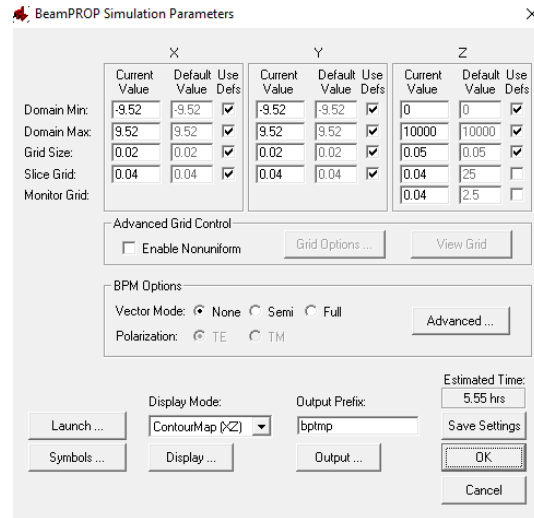 BeamPROP Simulation Parameters
X Y Z
Current Value Default Value Use Defs Current Value Default Value Use Defs Current Value Default Value Use Defs
Domain Min: -9.52 -9.52 -9.52 -9.52 0 0
Domain Max: 9.52 9.52 9.52 9.52 10000 10000
Grid Size: 0.02 0.02 0.02 0.02 0.05 0.05
Slice Grid: 0.04 0.04 0.04 0.04 0.04 25
Monitor Grid: 0.04 2.5
Advanced Grid Control
Enable Nonuniform Grid Options ... View Grid
BPM Options
Vector Mode: None Semi Full
Polarization: TE TM
Advanced ...
Estimated Time:
5.55 hrs
Display Mode: Output Prefix:
Launch ... ContourMap (XZ) bptmp Save Settings
Symbols ... Display ... Output ... OK
Cancel